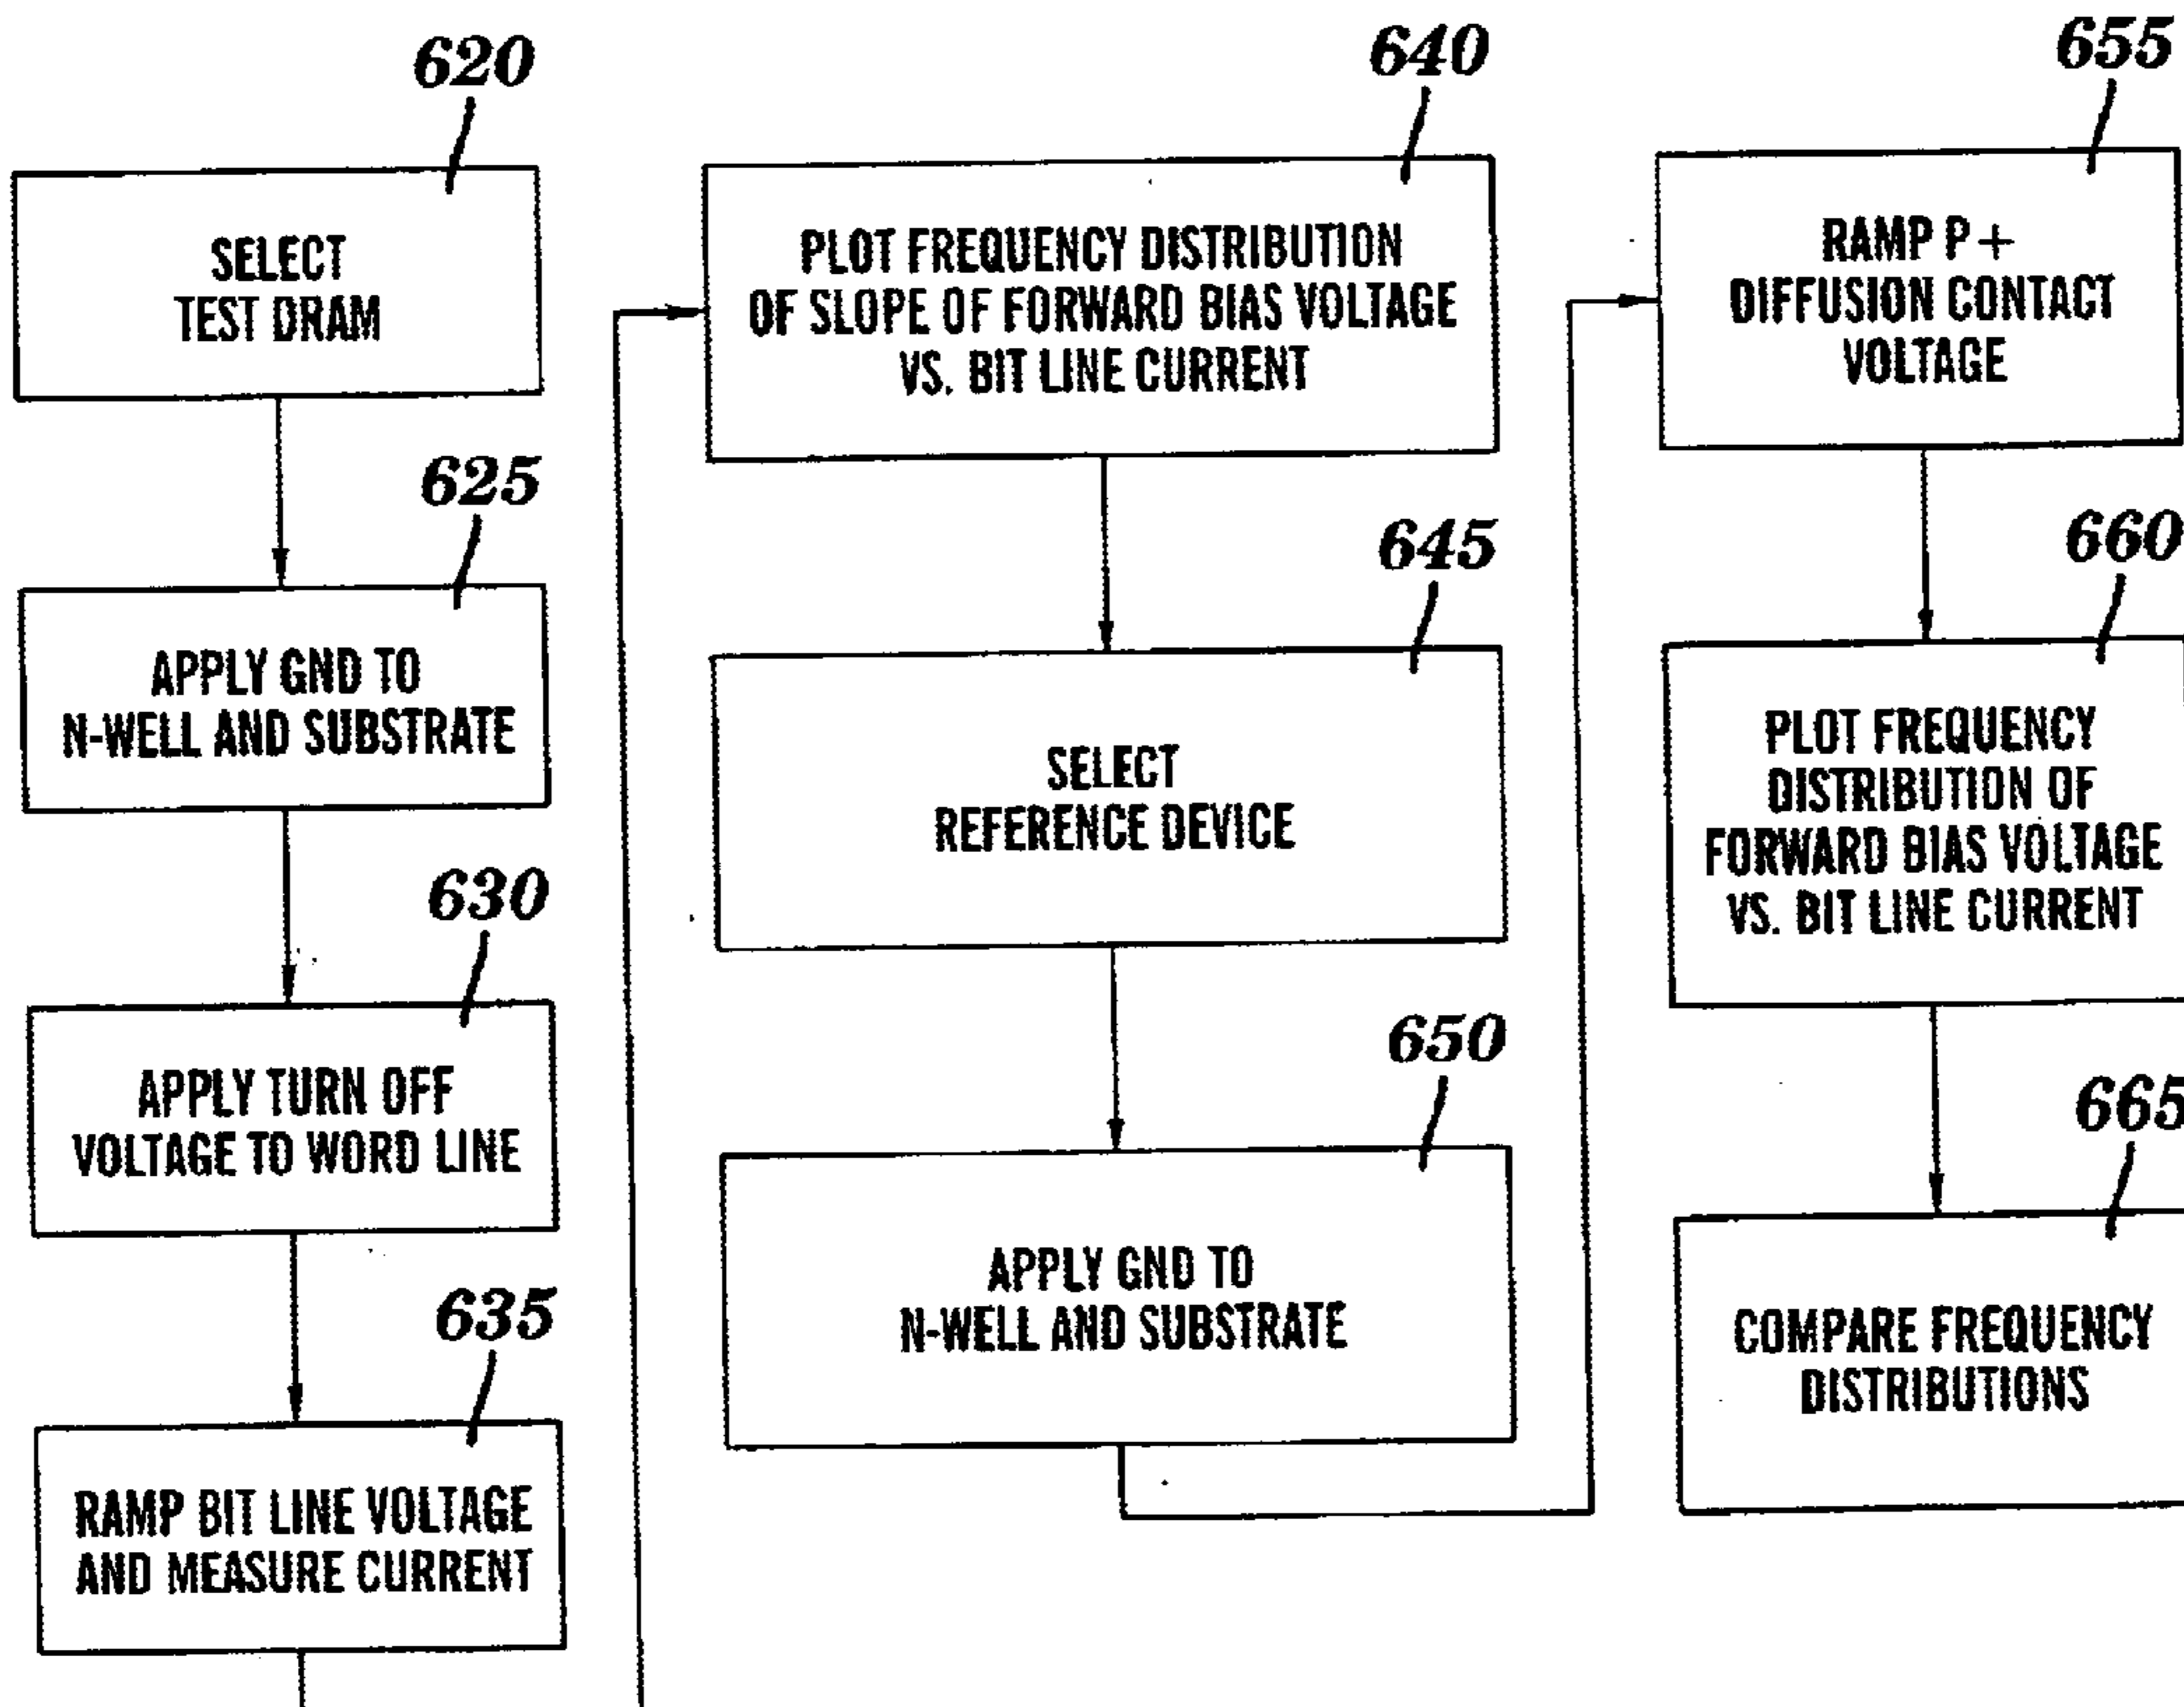 620
SELECT
TEST DRAM
625
APPLY GND TO
N-WELL AND SUBSTRATE
630
APPLY TURN OFF
VOLTAGE TO WORD LINE
635
RAMP BIT LINE VOLTAGE
AND MEASURE CURRENT
640
PLOT FREQUENCY DISTRIBUTION
OF SLOPE OF FORWARD BIAS VOLTAGE
VS. BIT LINE CURRENT
645
SELECT
REFERENCE DEVICE
650
APPLY GND TO
N-WELL AND SUBSTRATE
655
RAMP P+
DIFFUSION CONTACT
VOLTAGE
660
PLOT FREQUENCY
DISTRIBUTION OF
FORWARD BIAS VOLTAGE
VS. BIT LINE CURRENT
665
COMPARE FREQUENCY
DISTRIBUTIONS